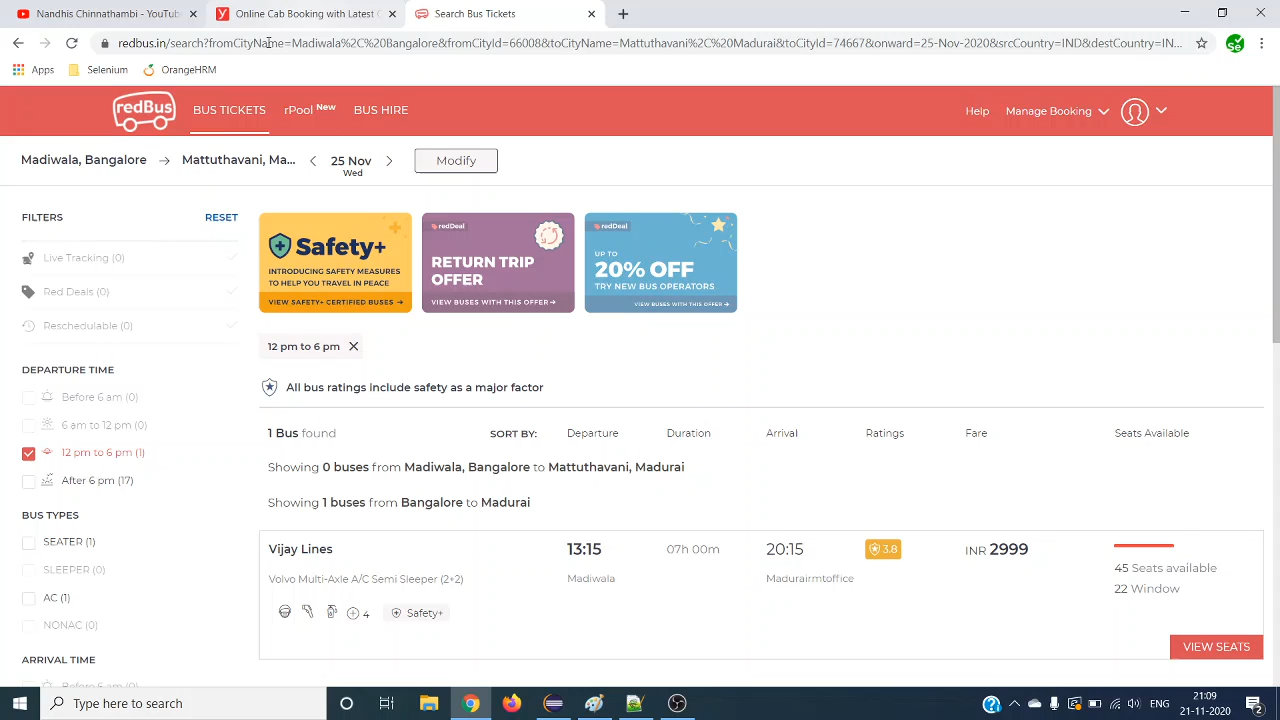 Nandhis Chinnathambi - YouTube
Online Cab Booking with Latest C
Search Bus Tickets
redbus.in/search?fromCityName=Madiwala%2C%20Bangalore&fromCityId=66008&toCityName=Mattuthavani%2C%20Madurai&toCityId=74667&onward=25-Nov-2020&srcCountry=IND&destCountry=IN...
Apps
Selenium
OrangeHRM
redBus
BUS TICKETS
rPool New
BUS HIRE
Help
Manage Booking
Madiwala, Bangalore → Mattuthavani, Ma...
< 25 Nov >
Wed
Modify
FILTERS
RESET
Live Tracking (0)
Red Deals (0)
Reschedulable (0)
DEPARTURE TIME
Before 6 am (0)
6 am to 12 pm (0)
12 pm to 6 pm (1)
After 6 pm (17)
BUS TYPES
SEATER (1)
SLEEPER (0)
AC (1)
NONAC (0)
ARRIVAL TIME
Before 6 am (0)
Safety+
INTRODUCING SAFETY MEASURES
TO HELP YOU TRAVEL IN PEACE
VIEW SAFETY+ CERTIFIED BUSES →
redDeal
RETURN TRIP
OFFER
VIEW BUSES WITH THIS OFFER →
redDeal
UP TO
20% OFF
TRY NEW BUS OPERATORS
VIEW BUSES WITH THIS OFFER →
12 pm to 6 pm
All bus ratings include safety as a major factor
1 Bus found
SORT BY:
Departure
Duration
Arrival
Ratings
Fare
Seats Available
Showing 0 buses from Madiwala, Bangalore to Mattuthavani, Madurai
Showing 1 buses from Bangalore to Madurai
Vijay Lines
13:15
07h 00m
20:15
3.8
INR 2999
45 Seats available
Volvo Multi-Axle A/C Semi Sleeper (2+2)
Madiwala
Madurairmtoffice
22 Window
4
Safety+
VIEW SEATS
Type here to search
ENG
21:09
21-11-2020
2